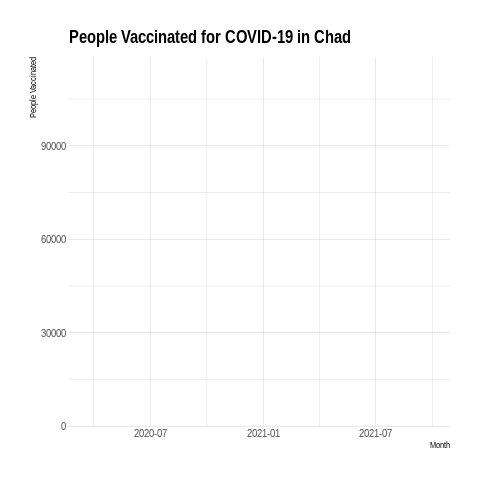 People Vaccinated for COVID-19 in Chad
People Vaccinated
90000
60000
30000
0
2020-07 2021-01 2021-07
Month